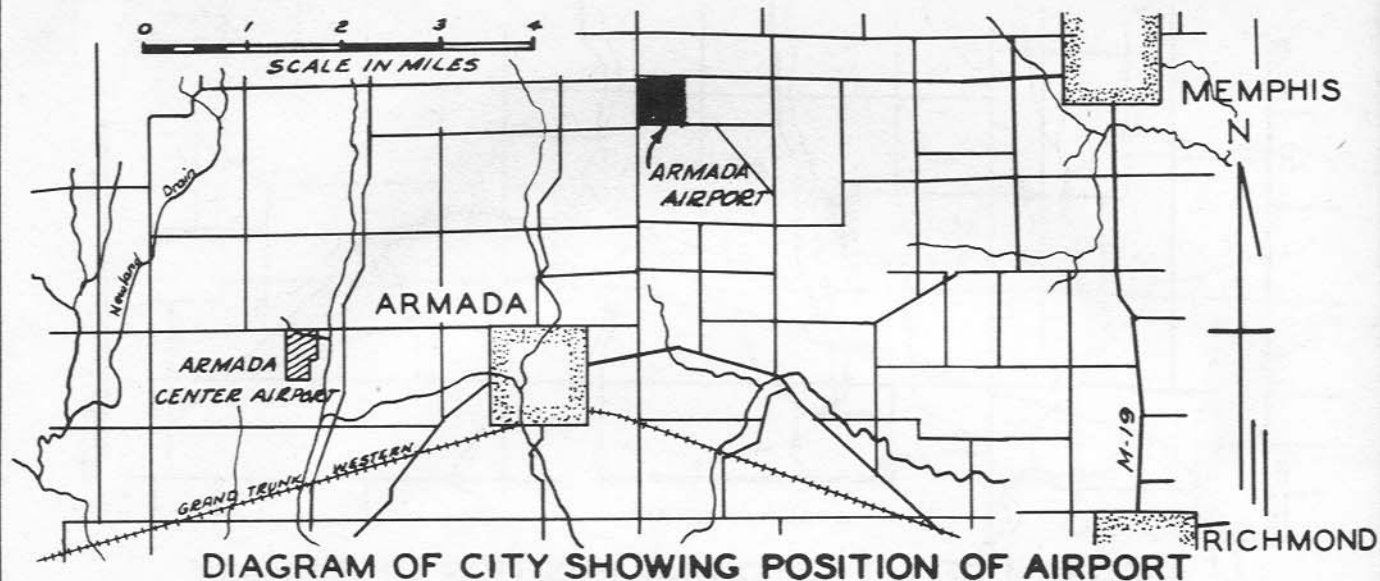 0 1 2 3 4
SCALE IN MILES
MEMPHIS
N
ARMADA
AIRPORT
Drain
Newland
ARMADA
ARMADA
CENTER AIRPORT
M-19
GRAND TRUNK WESTERN
RICHMOND
DIAGRAM OF CITY SHOWING POSITION OF AIRPORT